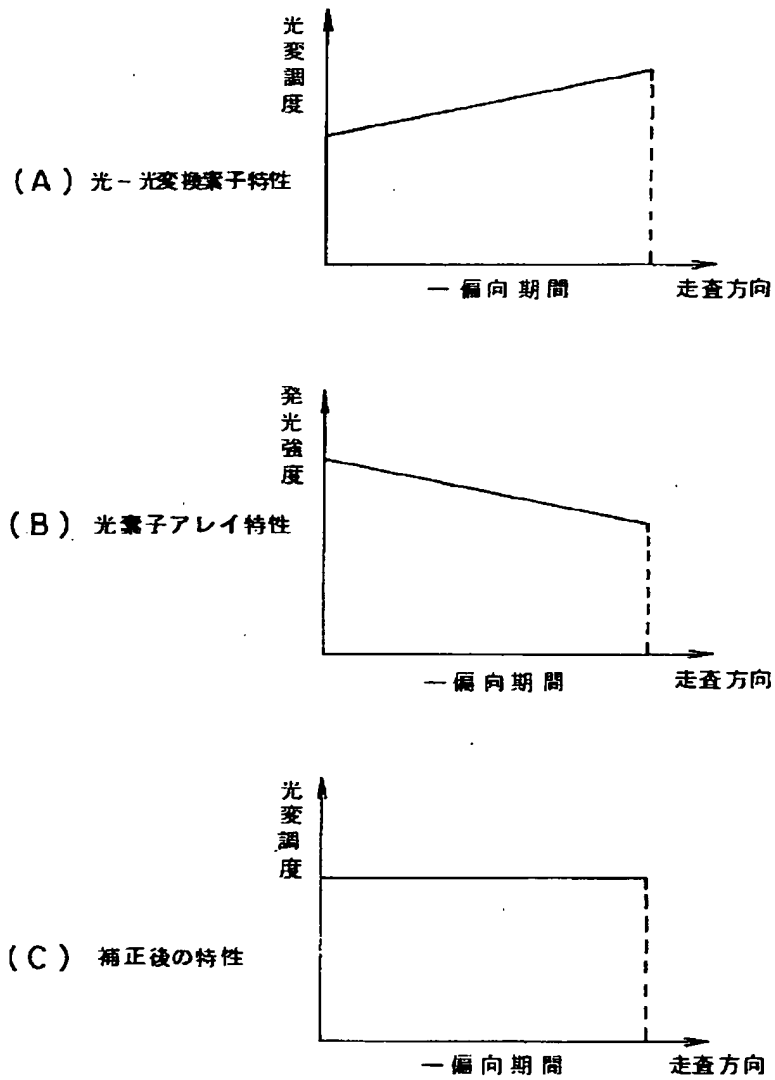 光変調度
(A) 光-光変換素子特性
一偏向期間
走査方向
発光強度
(B) 光素子アレイ特性
一偏向期間
走査方向
光変調度
(C) 補正後の特性
一偏向期間
走査方向